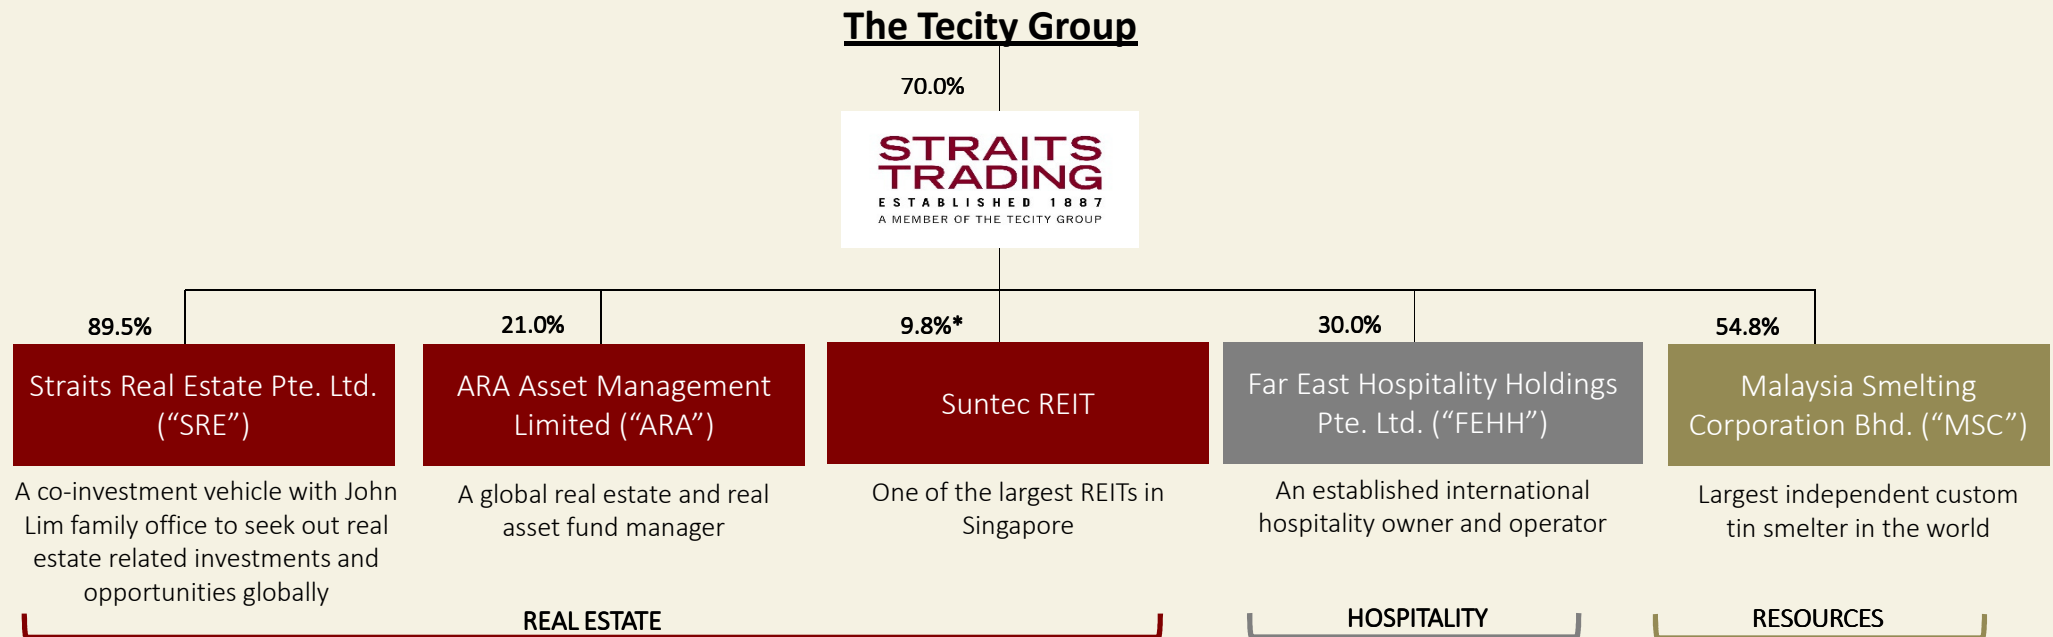 The Tecity Group
70.0%
STRAITS
TRADING
ESTABLISHED 1887
A MEMBER OF THE TECITY GROUP
89.5%
21.0%
9.8%*
30.0%
54.8%
Straits Real Estate Pte. Ltd.
(“SRE”)
ARA Asset Management
Limited (“ARA”)
Suntec REIT
Far East Hospitality Holdings
Pte. Ltd. (“FEHH”)
Malaysia Smelting
Corporation Bhd. (“MSC”)
A co-investment vehicle with John
Lim family office to seek out real
estate related investments and
opportunities globally
A global real estate and real
asset fund manager
One of the largest REITs in
Singapore
An established international
hospitality owner and operator
Largest independent custom
tin smelter in the world
REAL ESTATE
HOSPITALITY
RESOURCES